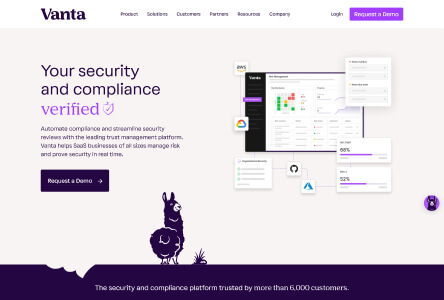 Vanta
Product Solutions Customers Partners Resources Company
Login Request a Demo
Your security
and compliance
verified
Automate compliance and streamline security
reviews with the leading trust management platform.
Vanta helps SaaS businesses of all sizes manage risk
and prove security in real time.
Request a Demo
aws
Vanta
68%
52%
The security and compliance platform trusted by more than 6,000 customers.